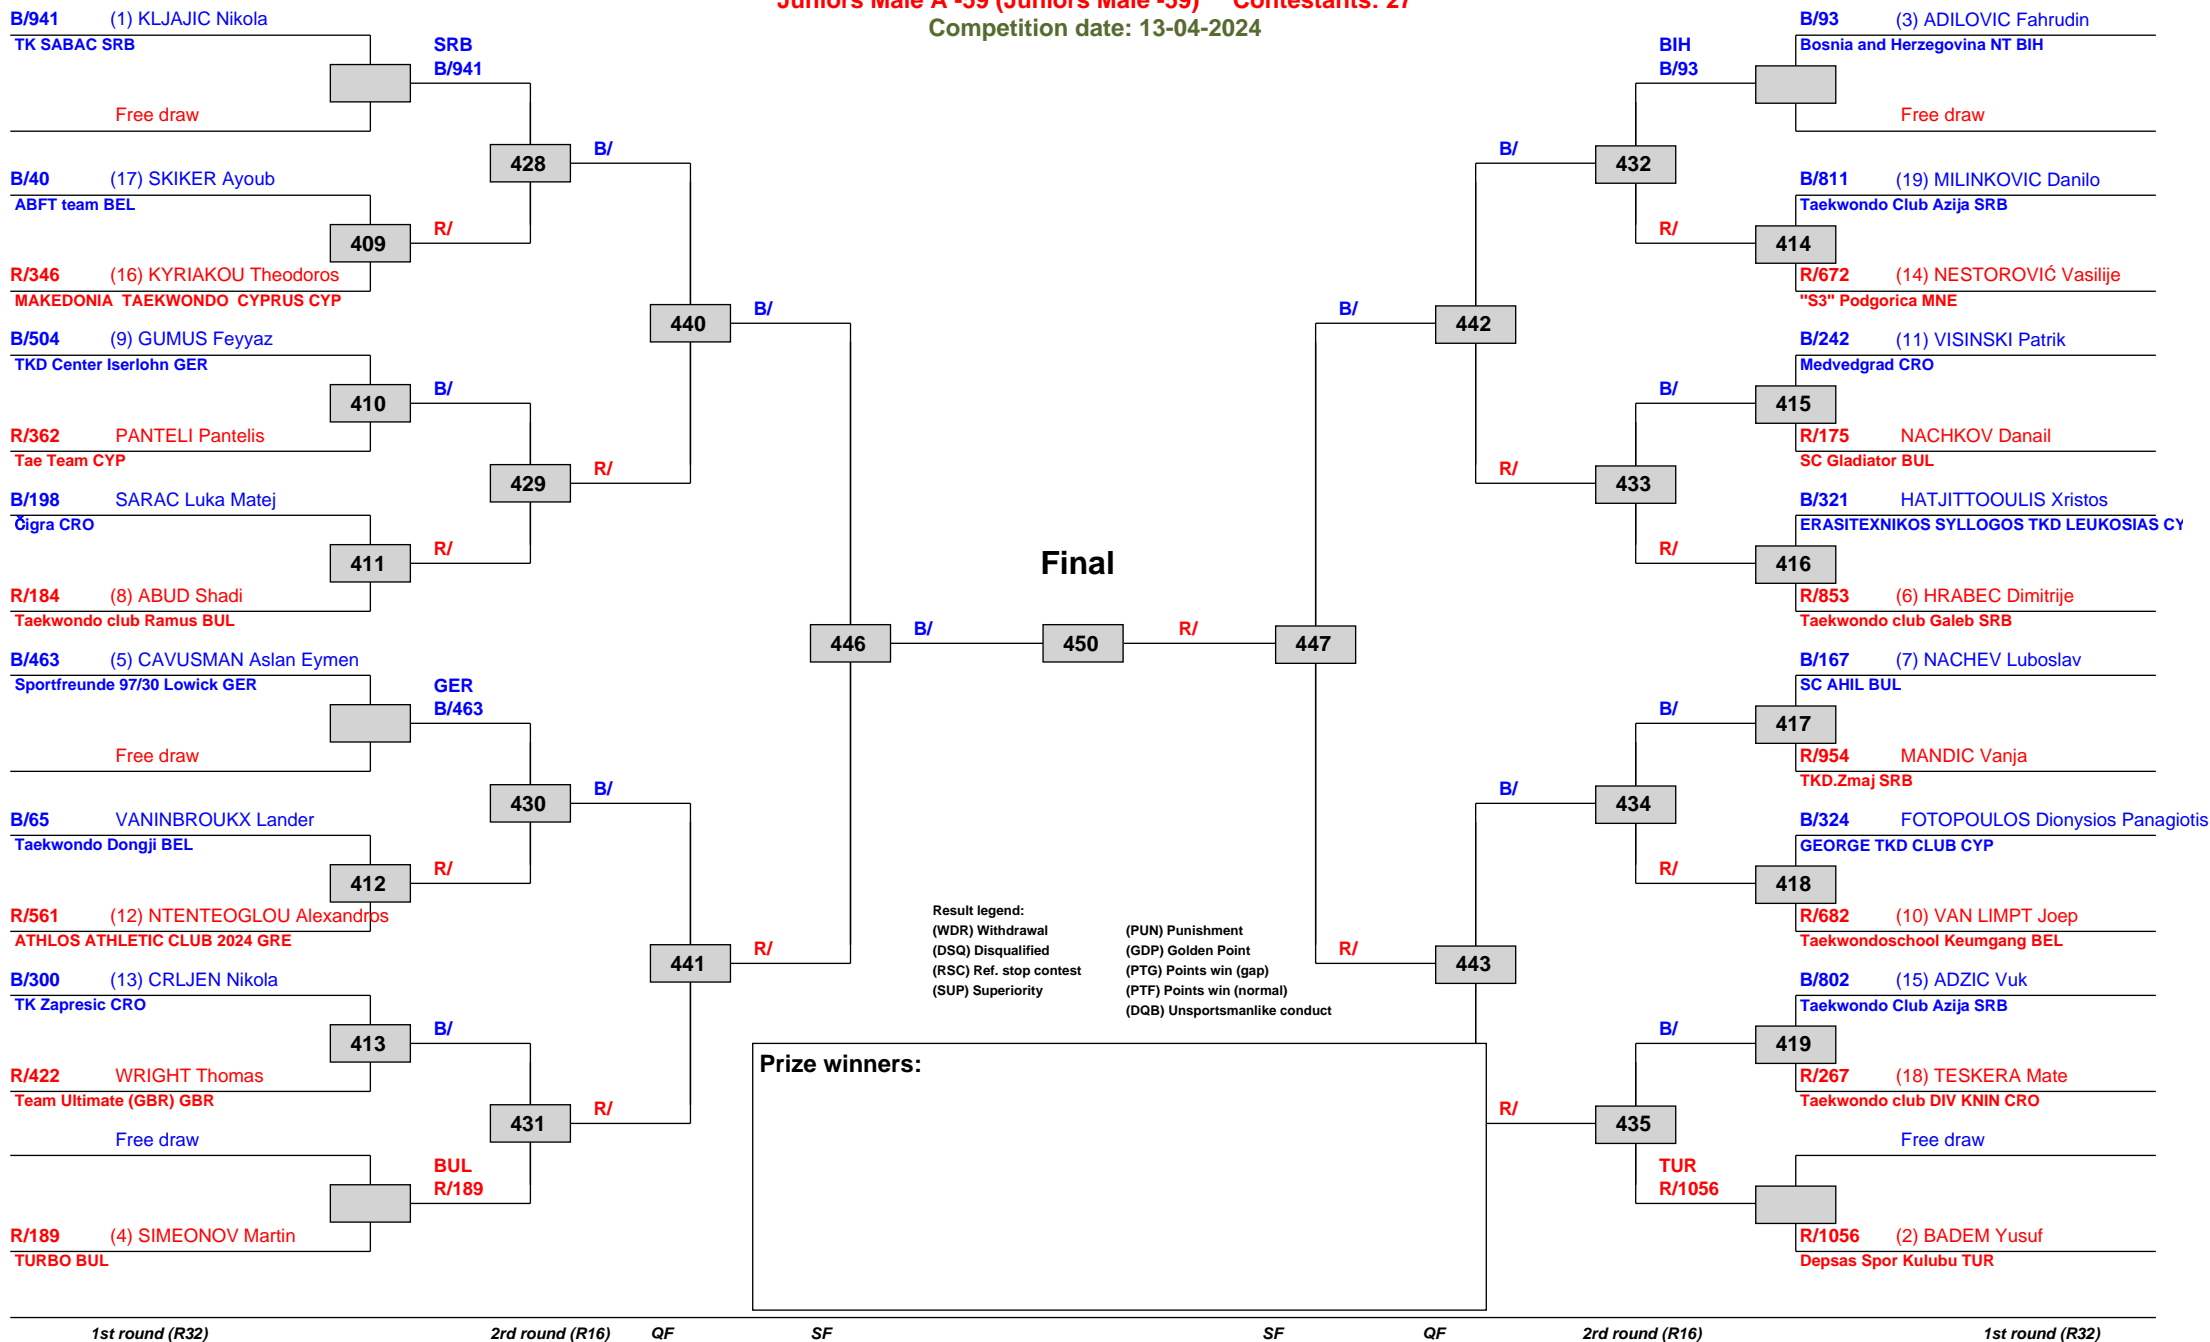 Juniors Male A -59 (Juniors Male -59) Contestants: 27
Competition date: 13-04-2024
B/941 (1) KLJAJIC Nikola
TK SABAC SRB
SRB
B/941
Free draw
428
B/
B/40 (17) SKIKER Ayoub
ABFT team BEL
409
R/
R/346 (16) KYRIAKOU Theodoros
MAKEDONIA TAEKWONDO CYPRUS CYP
440
B/
B/504 (9) GUMUS Feyyaz
TKD Center Iserlohn GER
410
B/
R/362 PANTELI Pantelis
Tae Team CYP
429
R/
B/198 SARAC Luka Matej
Čigra CRO
411
R/
R/184 (8) ABUD Shadi
Taekwondo club Ramus BUL
446
B/
B/463 (5) CAVUSMAN Aslan Eymen
Sportfreunde 97/30 Lowick GER
GER
B/463
Free draw
430
B/
B/65 VANINBROUKX Lander
Taekwondo Dongji BEL
412
R/
R/561 (12) NTENTEOGLOU Alexandros
ATHLOS ATHLETIC CLUB 2024 GRE
441
R/
B/300 (13) CRLJEN Nikola
TK Zapresic CRO
413
B/
R/422 WRIGHT Thomas
Team Ultimate (GBR) GBR
431
R/
Free draw
BUL
R/189
R/189 (4) SIMEONOV Martin
TURBO BUL
Final
450
R/
447
Result legend:
(WDR) Withdrawal (PUN) Punishment
(DSQ) Disqualified (GDP) Golden Point
(RSC) Ref. stop contest (PTG) Points win (gap)
(SUP) Superiority (PTF) Points win (normal)
(DQB) Unsportsmanlike conduct
Prize winners:
B/93 (3) ADILOVIC Fahrudin
Bosnia and Herzegovina NT BIH
BIH
B/93
Free draw
B/
432
B/811 (19) MILINKOVIC Danilo
Taekwondo Club Azija SRB
R/
414
R/672 (14) NESTOROVIĆ Vasilije
"S3" Podgorica MNE
B/
442
B/242 (11) VISINSKI Patrik
Medvedgrad CRO
B/
415
R/175 NACHKOV Danail
SC Gladiator BUL
R/
433
B/321 HATJITTOOULIS Xristos
ERASITEXNIKOS SYLLOGOS TKD LEUKOSIAS CY
R/
416
R/853 (6) HRABEC Dimitrije
Taekwondo club Galeb SRB
B/167 (7) NACHEV Luboslav
SC AHIL BUL
B/
417
R/954 MANDIC Vanja
TKD.Zmaj SRB
B/
434
B/324 FOTOPOULOS Dionysios Panagiotis
GEORGE TKD CLUB CYP
R/
418
R/682 (10) VAN LIMPT Joep
Taekwondoschool Keumgang BEL
R/
443
B/802 (15) ADZIC Vuk
Taekwondo Club Azija SRB
B/
419
R/267 (18) TESKERA Mate
Taekwondo club DIV KNIN CRO
R/
435
Free draw
TUR
R/1056
R/1056 (2) BADEM Yusuf
Depsas Spor Kulubu TUR
1st round (R32) 2rd round (R16) QF SF SF QF 2rd round (R16) 1st round (R32)